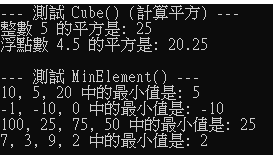 --- 測試 Cube() (計算平方) ---
整數 5 的平方是: 25
浮點數 4.5 的平方是: 20.25

--- 測試 MinElement() ---
10, 5, 20 中的最小值是: 5
-1, -10, 0 中的最小值是: -10
100, 25, 75, 50 中的最小值是: 25
7, 3, 9, 2 中的最小值是: 2